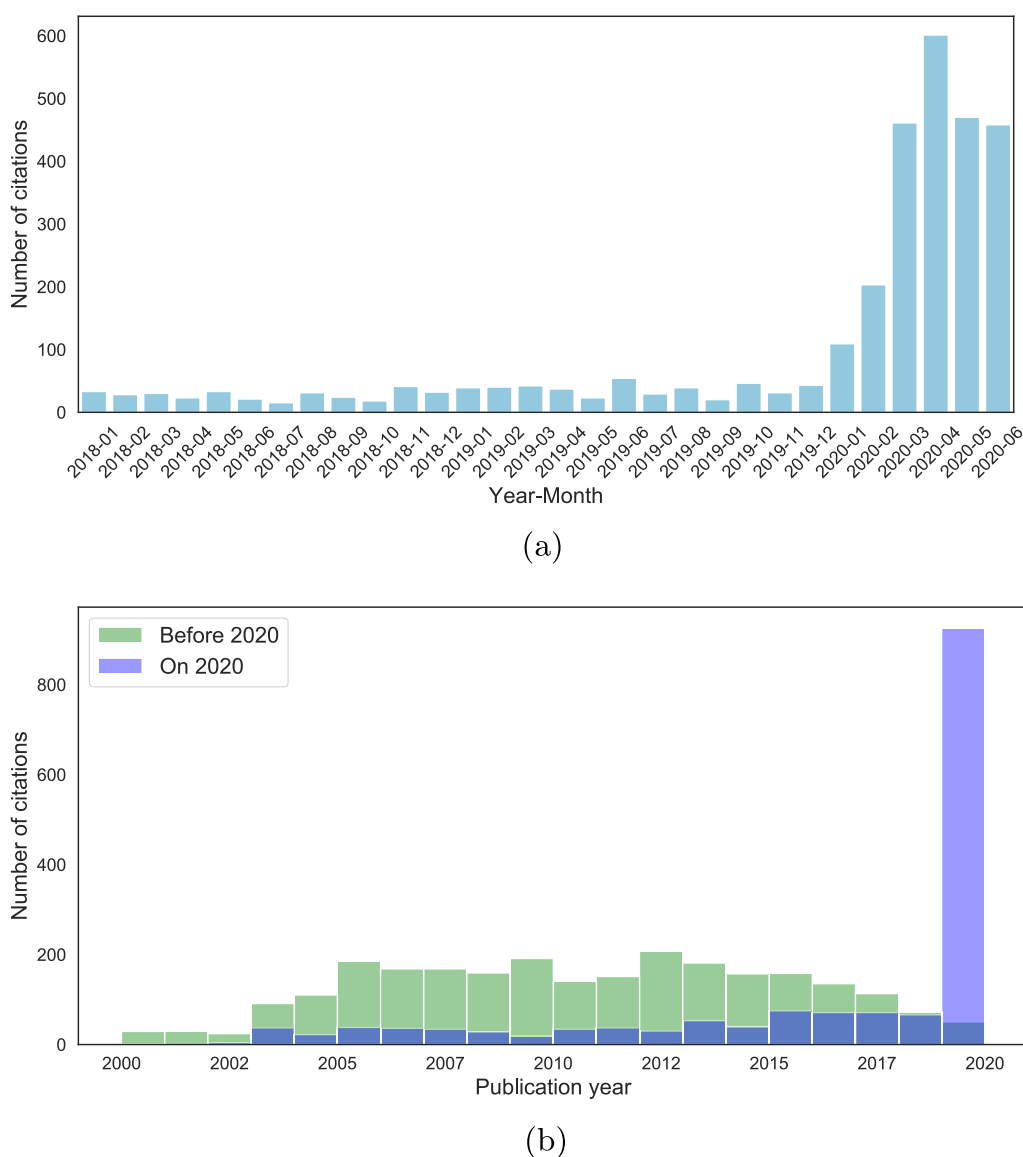 600
500
400
300
200
100
0
Number of citations
2018-01 2018-02 2018-03 2018-04 2018-05 2018-06 2018-07 2018-08 2018-09 2018-10 2018-11 2018-12 2019-01 2019-02 2019-03 2019-04 2019-05 2019-06 2019-07 2019-08 2019-09 2019-10 2019-11 2019-12 2020-01 2020-02 2020-03 2020-04 2020-05 2020-06
Year-Month
(a)
Before 2020
On 2020
800
600
400
200
0
Number of citations
2000 2002 2005 2007 2010 2012 2015 2017 2020
Publication year
(b)